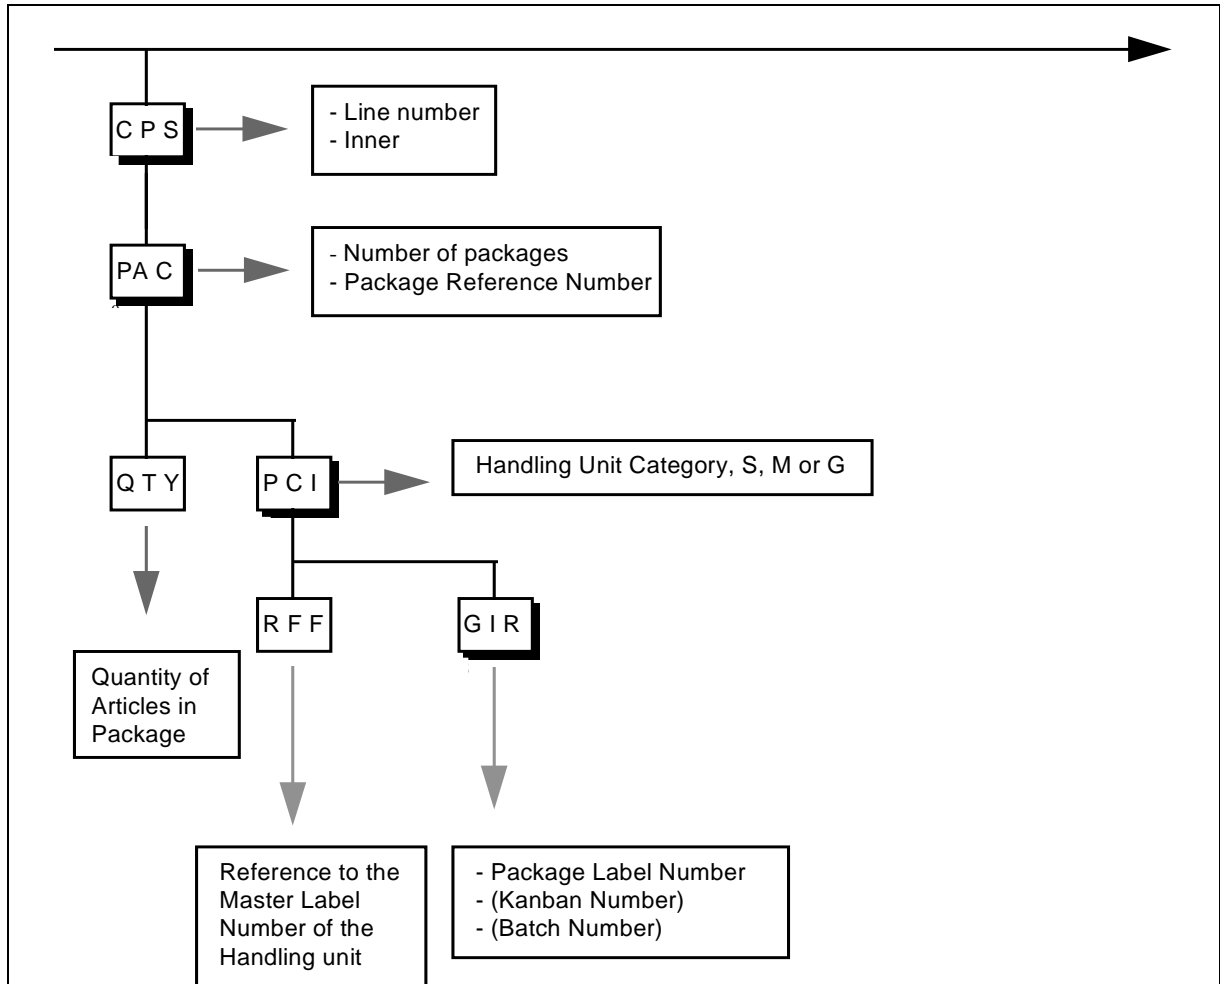 C P S
- Line number
- Inner
PA C
- Number of packages
- Package Reference Number
Q T Y
P C I
Handling Unit Category, S, M or G
R F F
G I R
Quantity of
Articles in
Package
Reference to the
Master Label
Number of the
Handling unit
- Package Label Number
- (Kanban Number)
- (Batch Number)